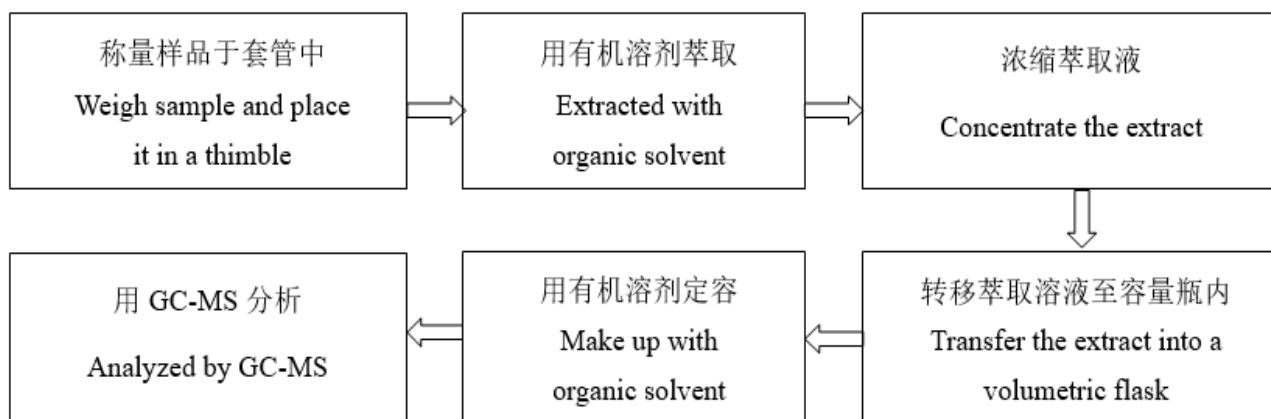 称量样品于套管中
Weigh sample and place
it in a thimble
用有机溶剂萃取
Extracted with
organic solvent
浓缩萃取液
Concentrate the extract
转移萃取溶液至容量瓶内
Transfer the extract into a
volumetric flask
用有机溶剂定容
Make up with
organic solvent
用 GC-MS 分析
Analyzed by GC-MS